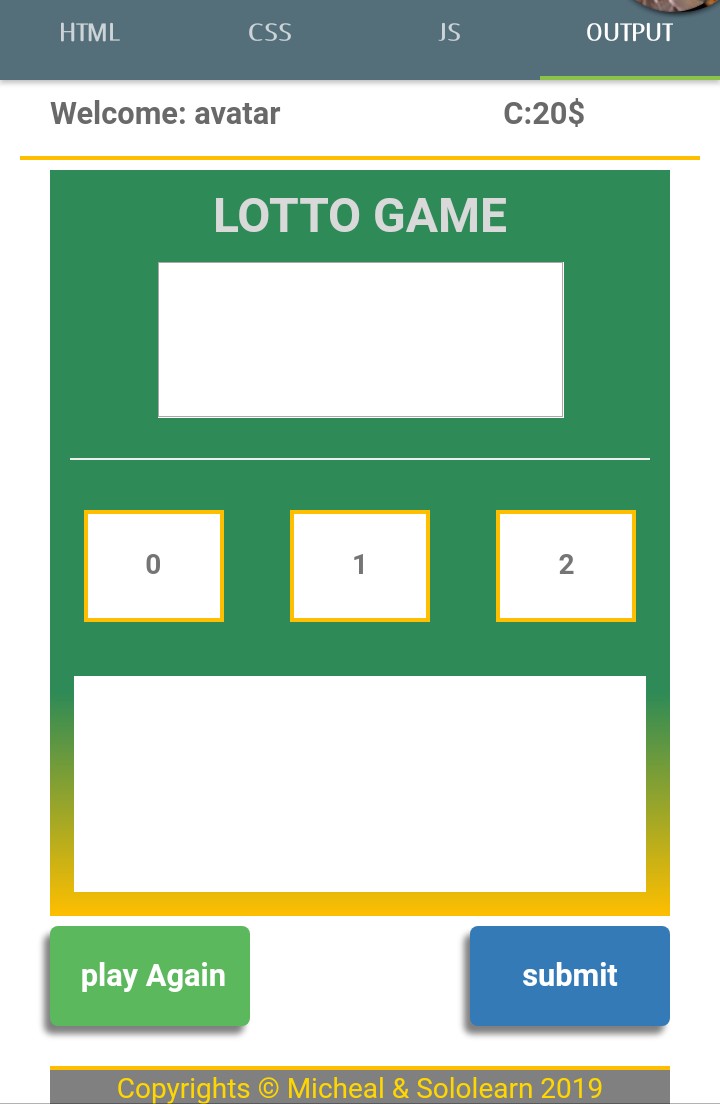 HTML CSS JS OUTPUT
Welcome: avatar C:20$
LOTTO GAME
0 1 2
play Again submit
Copyrights © Micheal & Sololearn 2019